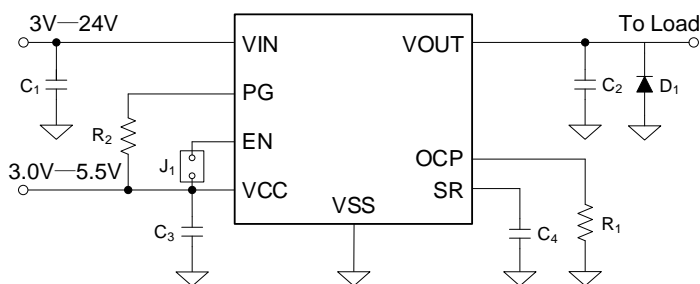 3V—24V
To Load
VIN
VOUT
C1
PG
C2
D1
R2
EN
J1
OCP
3.0V—5.5V
VCC
SR
VSS
C3
C4
R1